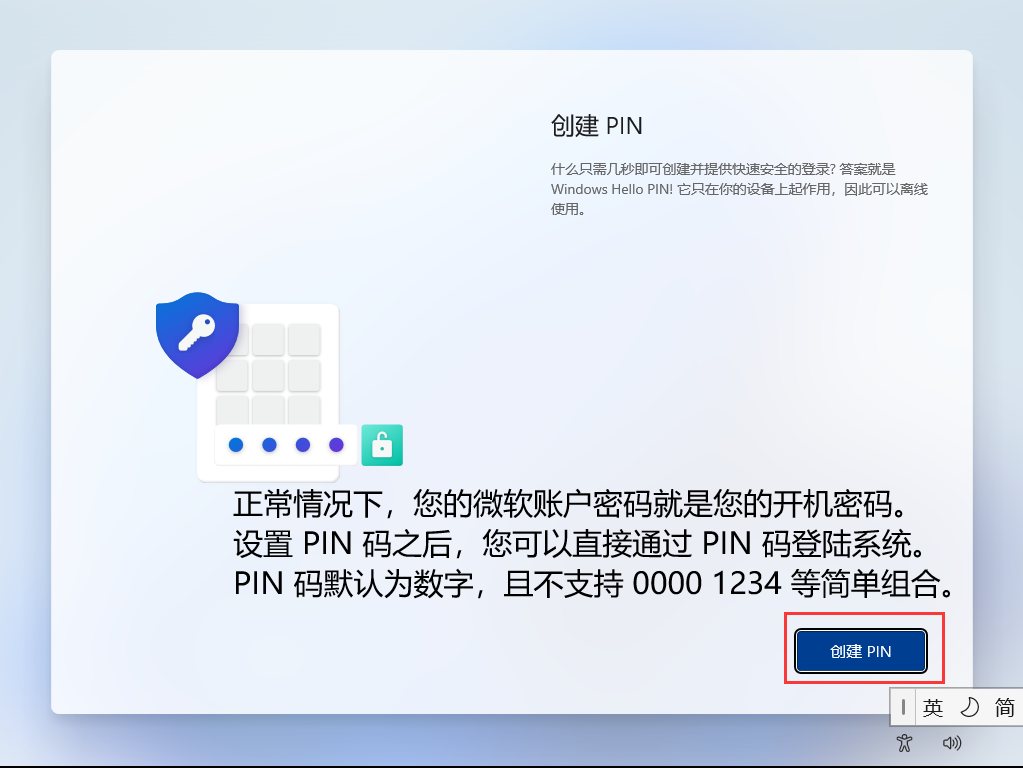 创建 PIN
什么只需几秒即可创建并提供快速安全的登录? 答案就是
Windows Hello PIN! 它只在你的设备上起作用，因此可以离线
使用。
正常情况下，您的微软账户密码就是您的开机密码。
设置 PIN 码之后，您可以直接通过 PIN 码登陆系统。
PIN 码默认为数字，且不支持 0000 1234 等简单组合。
创建 PIN
英 简